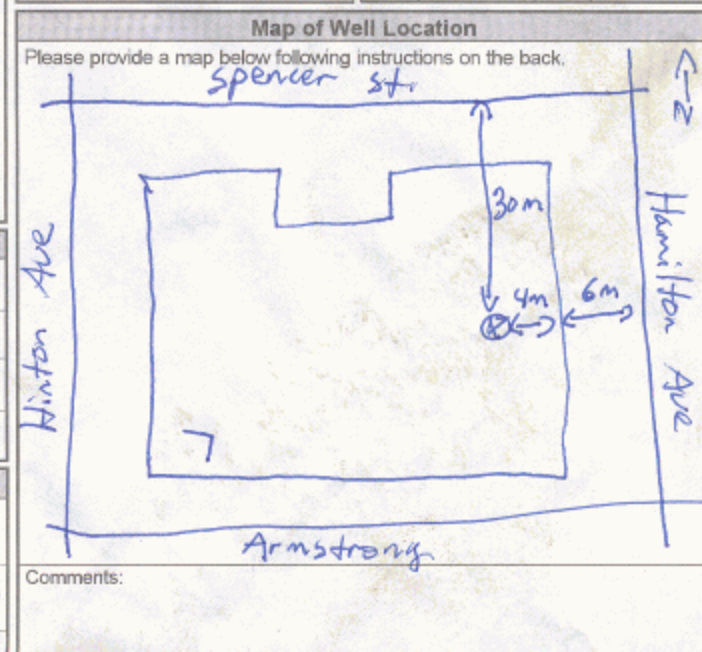 Map of Well Location
Please provide a map below following instructions on the back.
Spencer st.
N
Hinton Ave
30m
4m
6m
Hamilton Ave
Armstrong
Comments: